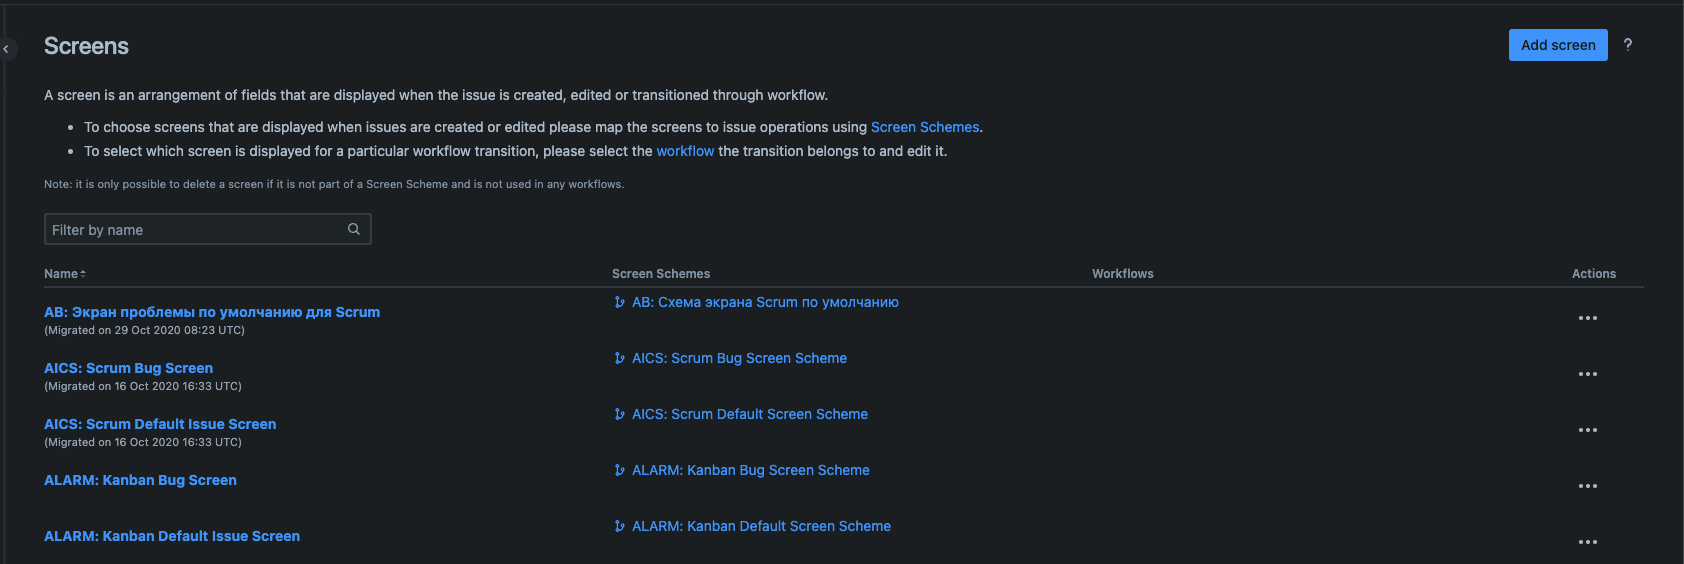 Screens
Add screen
?
A screen is an arrangement of fields that are displayed when the issue is created, edited or transitioned through workflow.
• To choose screens that are displayed when issues are created or edited please map the screens to issue operations using Screen Schemes.
• To select which screen is displayed for a particular workflow transition, please select the workflow the transition belongs to and edit it.
Note: it is only possible to delete a screen if it is not part of a Screen Scheme and is not used in any workflows.
Filter by name
Name Screen Schemes Workflows Actions
AB: Экран проблемы по умолчанию для Scrum AB: Схема экрана Scrum по умолчанию
(Migrated on 29 Oct 2020 08:23 UTC)
AICS: Scrum Bug Screen AICS: Scrum Bug Screen Scheme
(Migrated on 16 Oct 2020 16:33 UTC)
AICS: Scrum Default Issue Screen AICS: Scrum Default Screen Scheme
(Migrated on 16 Oct 2020 16:33 UTC)
ALARM: Kanban Bug Screen ALARM: Kanban Bug Screen Scheme
ALARM: Kanban Default Issue Screen ALARM: Kanban Default Screen Scheme